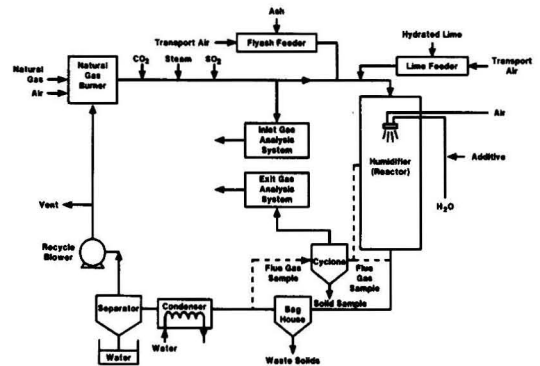 Ash
Transport Air
Flyash Feeder
Hydrated Lime
Lime Feeder
Transport
Air
Natural
Gas
Air
Natural
Gas
Burner
CO2
Steam
SO2
Inlet Gas
Analysis
System
Exit Gas
Analysis
System
Humidifier
(Reactor)
Air
Additive
H2O
Vent
Recycle
Blower
Cyclone
Flue Gas
Sample
Flue
Gas
Sample
Solid Sample
Separator
Condenser
Bag
House
Water
Water
Waste Solids